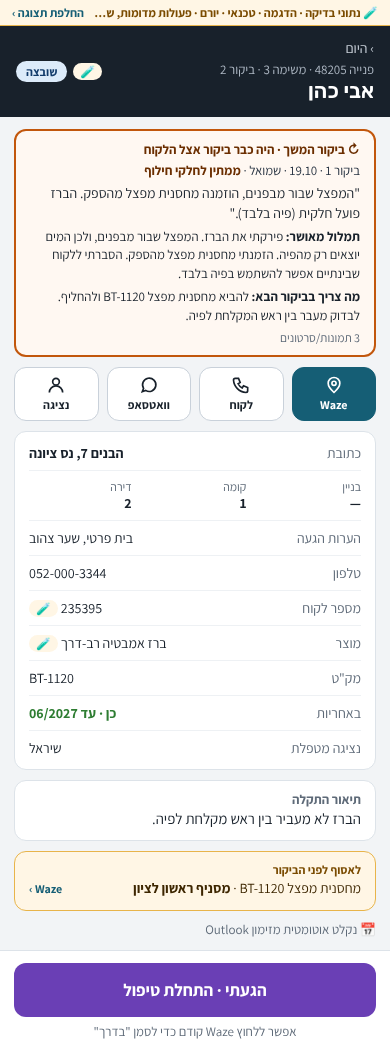 🧪 נתוני בדיקה · הדגמה · טכנאי · יורם · פעולות מדומות, ש... החלפת תצוגה ›
› היום
פנייה 48205 · משימה 3 · ביקור 2
אבי כהן
🧪 שובצה
↻ ביקור המשך · היה כבר ביקור אצל הלקוח
ביקור 1 · 19.10 · שמואל · ממתין לחלקי חילוף
"המפצל שבור מבפנים, הוזמנה מחסנית מפצל מהספק. הברז
פועל חלקית (פיה בלבד)."
תמלול מאושר: פירקתי את הברז. המפצל שבור מבפנים, ולכן המים
יוצאים רק מהפיה. הזמנתי מחסנית מפצל מהספק. הסברתי ללקוח
שבינתיים אפשר להשתמש בפיה בלבד.
מה צריך בביקור הבא: להביא מחסנית מפצל BT-1120 ולהחליף.
לבדוק מעבר בין ראש המקלחת לפיה.
3 תמונות/סרטונים
Waze
לקוח
וואטסאפ
נציגה
כתובת הבנים 7, נס ציונה
בניין קומה דירה
— 1 2
הערות הגעה בית פרטי, שער צהוב
טלפון 052-000-3344
מספר לקוח 235395 🧪
מוצר ברז אמבטיה רב-דרך 🧪
מק"ט BT-1120
באחריות כן · עד 06/2027
נציגה מטפלת שיראל
תיאור התקלה
הברז לא מעביר בין ראש מקלחת לפיה.
לאסוף לפני הביקור
מחסנית מפצל BT-1120 · מסניף ראשון לציון Waze ›
📅 נקלט אוטומטית מזימון Outlook
הגעתי · התחלת טיפול
אפשר ללחוץ Waze קודם כדי לסמן "בדרך"